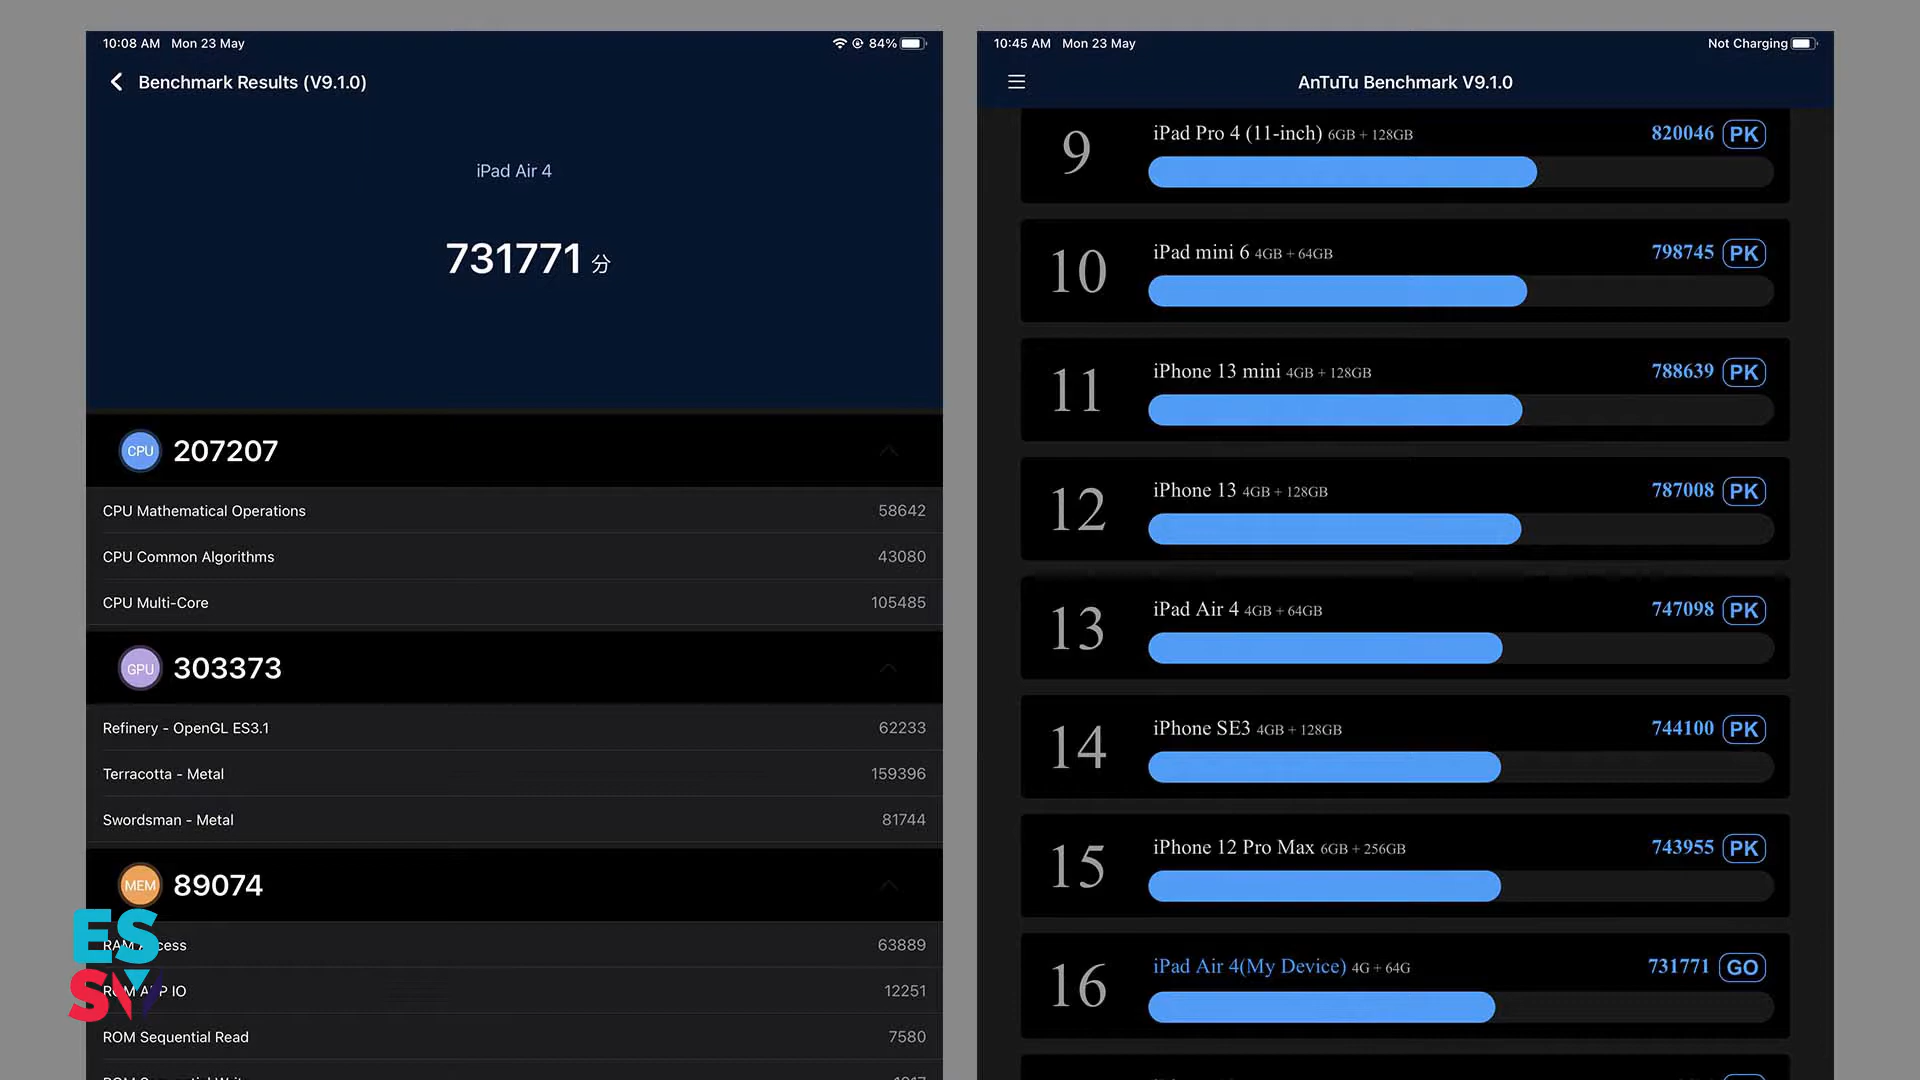 10:08 AM Mon 23 May
84%
Benchmark Results (V9.1.0)
iPad Air 4
731771 分
CPU 207207
CPU Mathematical Operations 58642
CPU Common Algorithms 43080
CPU Multi-Core 105485
GPU 303373
Refinery - OpenGL ES3.1 62233
Terracotta - Metal 159396
Swordsman - Metal 81744
MEM 89074
RAM Access 63889
ROM APP IO 12251
ROM Sequential Read 7580
ES
SV
10:45 AM Mon 23 May
Not Charging
AnTuTu Benchmark V9.1.0
9 iPad Pro 4 (11-inch) 6GB + 128GB 820046 PK
10 iPad mini 6 4GB + 64GB 798745 PK
11 iPhone 13 mini 4GB + 128GB 788639 PK
12 iPhone 13 4GB + 128GB 787008 PK
13 iPad Air 4 4GB + 64GB 747098 PK
14 iPhone SE3 4GB + 128GB 744100 PK
15 iPhone 12 Pro Max 6GB + 256GB 743955 PK
16 iPad Air 4(My Device) 4G + 64G 731771 GO